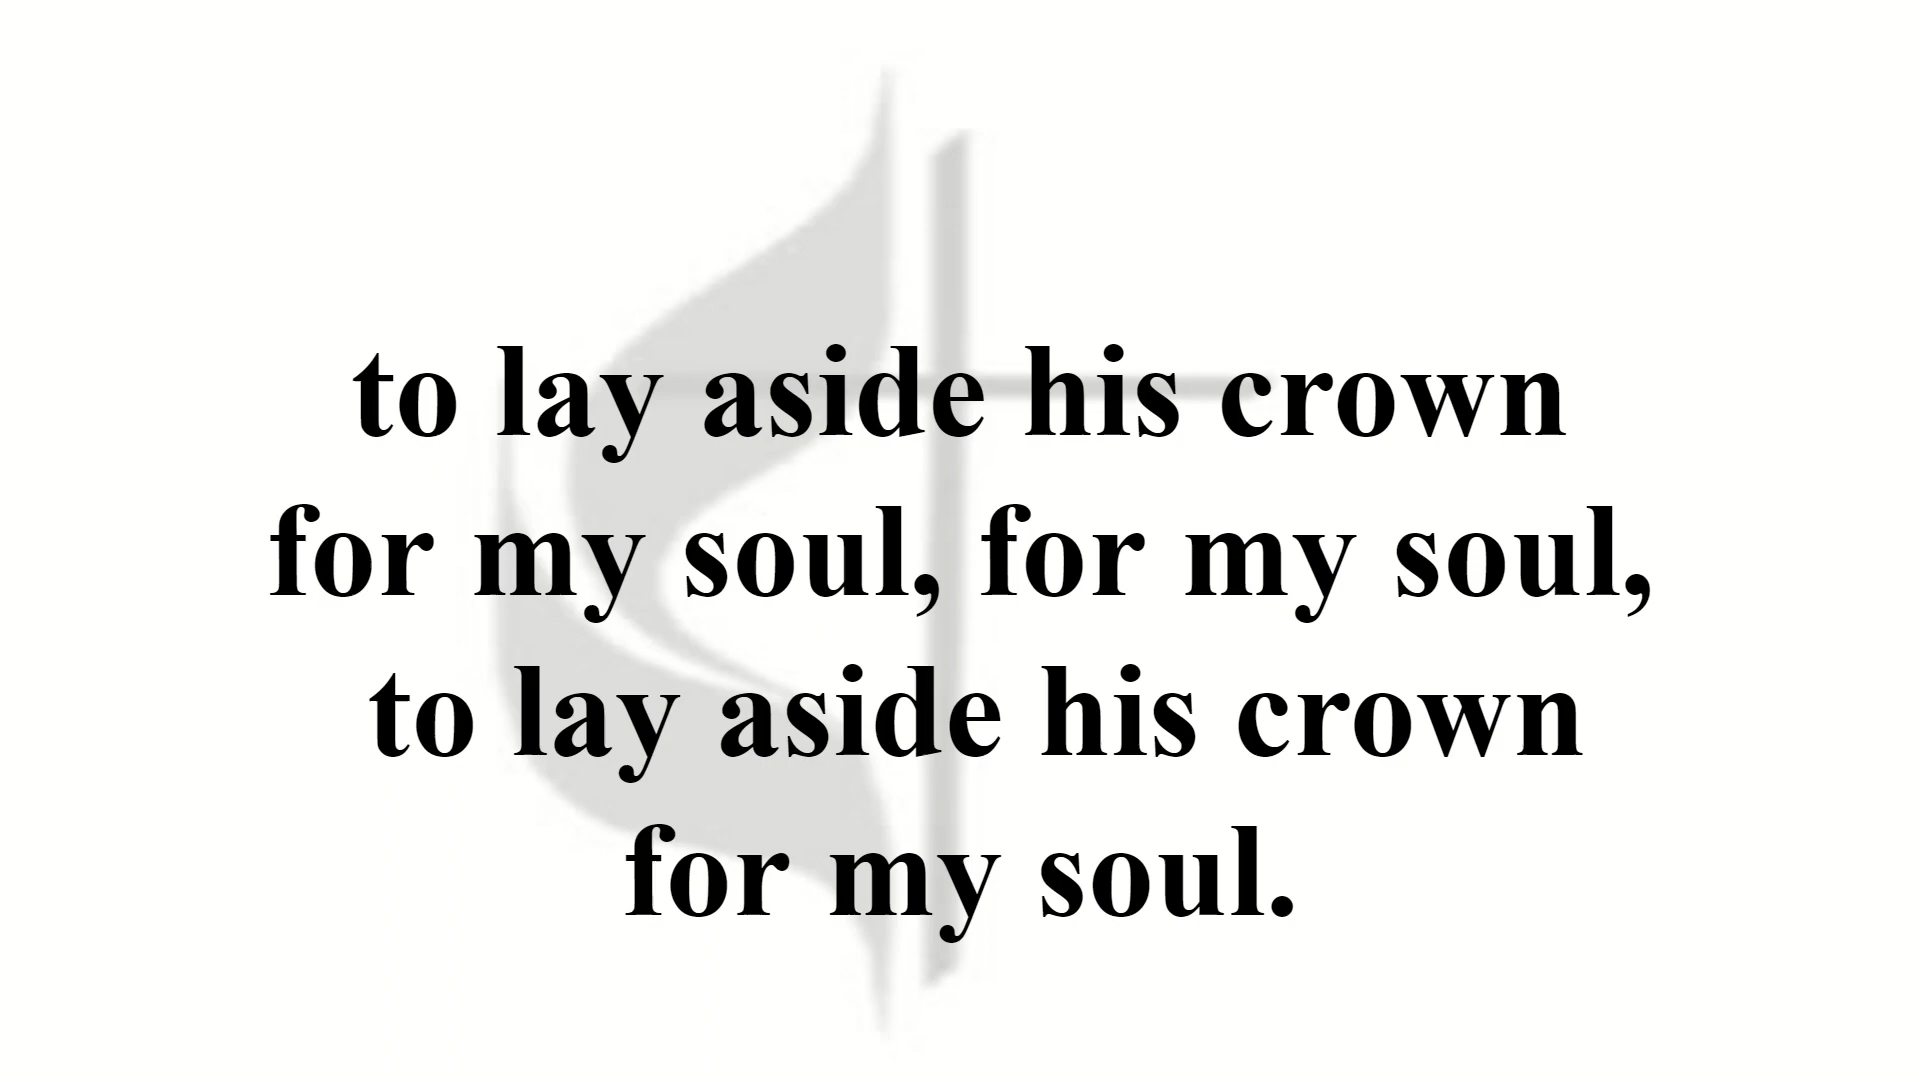 to lay aside his crown
for my soul, for my soul,
to lay aside his crown
for my soul.